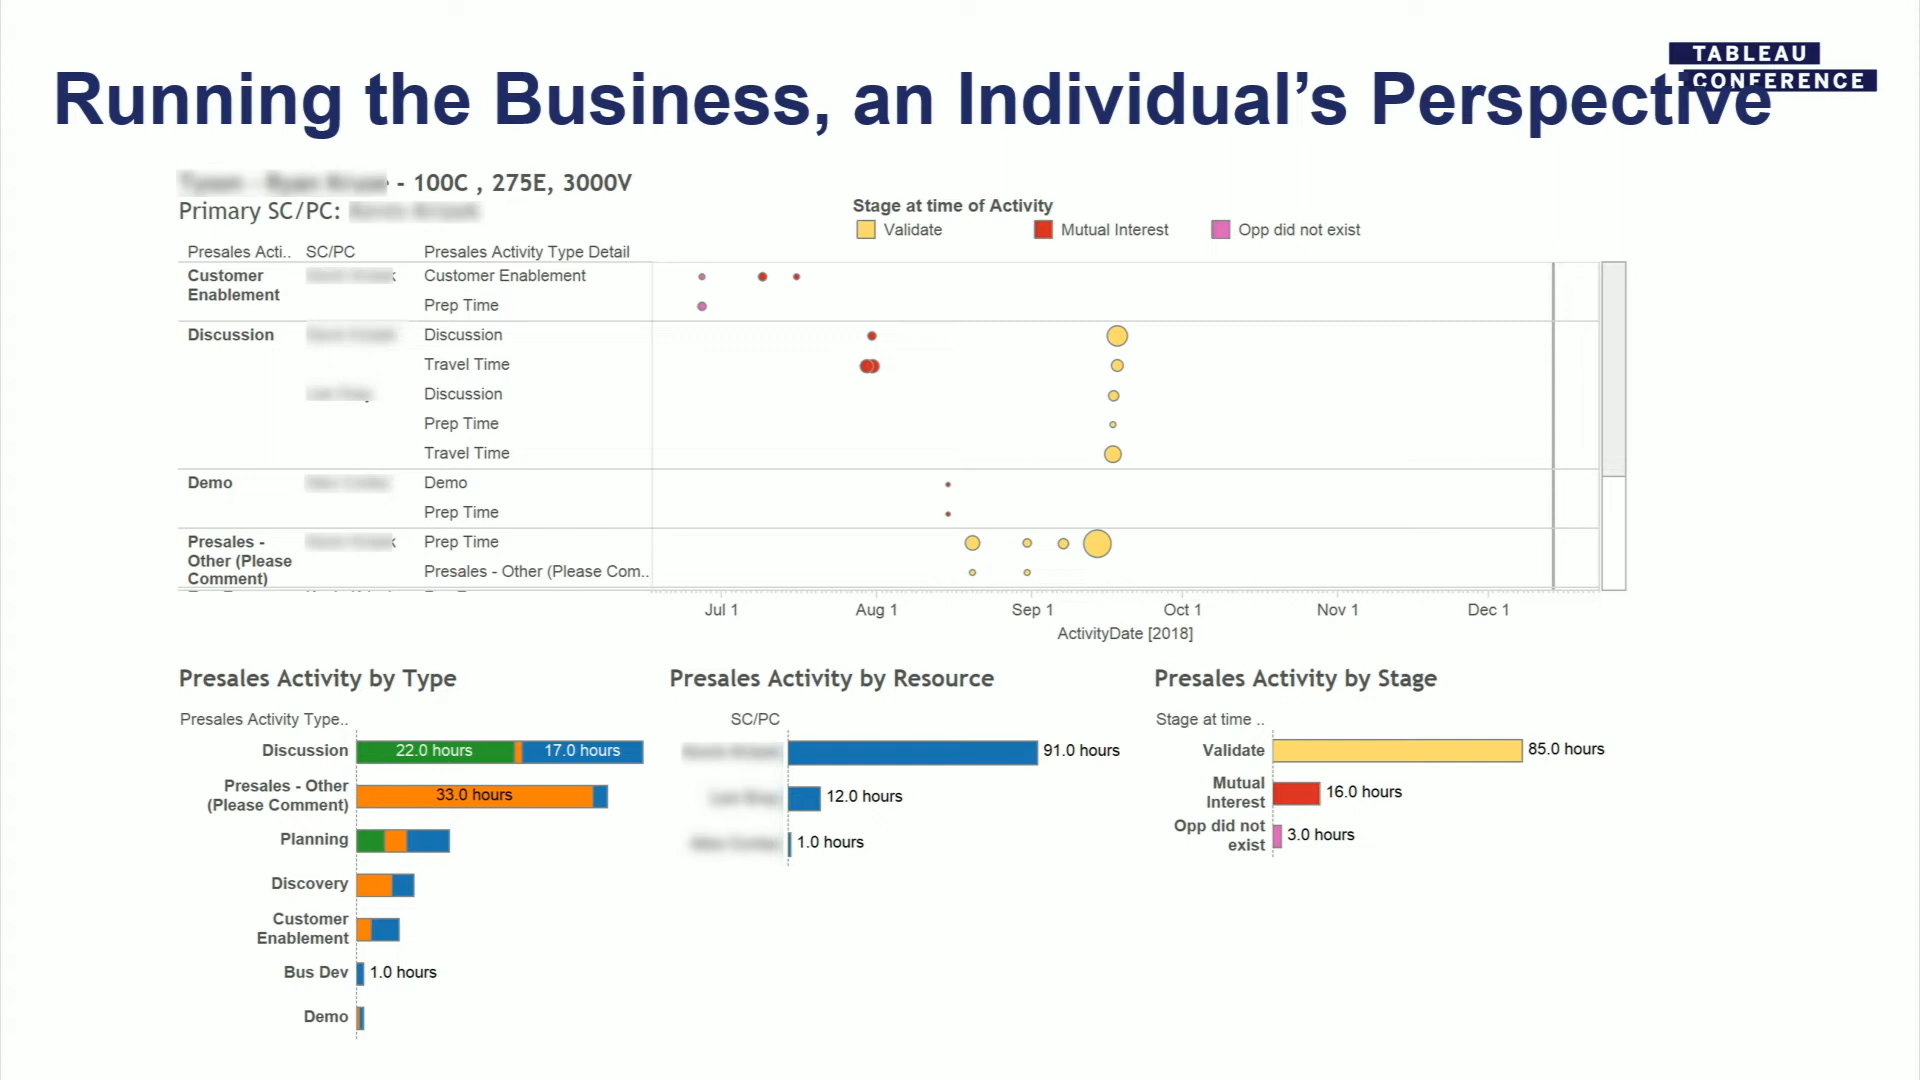 TABLEAU
CONFERENCE
Running the Business, an Individual's Perspective
- 100C , 275E, 3000V
Primary SC/PC:
Stage at time of Activity
Validate
Mutual Interest
Opp did not exist
Presales Acti..
SC/PC
Presales Activity Type Detail
Customer
Enablement
Customer Enablement
Prep Time
Discussion
Discussion
Travel Time
Discussion
Prep Time
Travel Time
Demo
Demo
Prep Time
Presales -
Other (Please
Comment)
Prep Time
Presales - Other (Please Com..
Jul 1
Aug 1
Sep 1
Oct 1
Nov 1
Dec 1
ActivityDate [2018]
Presales Activity by Type
Presales Activity Type..
Discussion
22.0 hours
17.0 hours
Presales - Other
(Please Comment)
33.0 hours
Planning
Discovery
Customer
Enablement
Bus Dev
1.0 hours
Demo
Presales Activity by Resource
SC/PC
91.0 hours
12.0 hours
1.0 hours
Presales Activity by Stage
Stage at time ..
Validate
85.0 hours
Mutual
Interest
16.0 hours
Opp did not
exist
3.0 hours